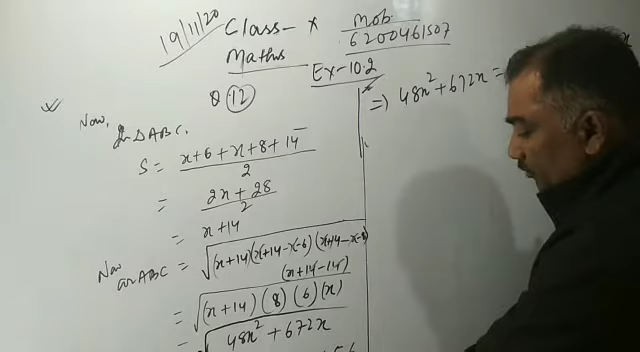 19/11/20 Class - X Mob.
Maths 6200461507
Ex-10.2
Q 12
Now, In △ABC.
S = x+6+x+8+14 / 2
= 2x+28 / 2
= x+14
Now ar ABC = √(x+14)(x+14-x-6)(x+14-x-8)
(x+14-14)
= √(x+14)(8)(6)(x)
= √48x²+672x
⇒ 48x²+672x =